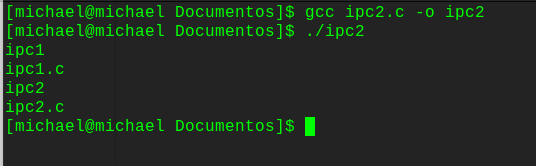 [michael@michael Documentos]$ gcc ipc2.c -o ipc2
[michael@michael Documentos]$ ./ipc2
ipc1
ipc1.c
ipc2
ipc2.c
[michael@michael Documentos]$